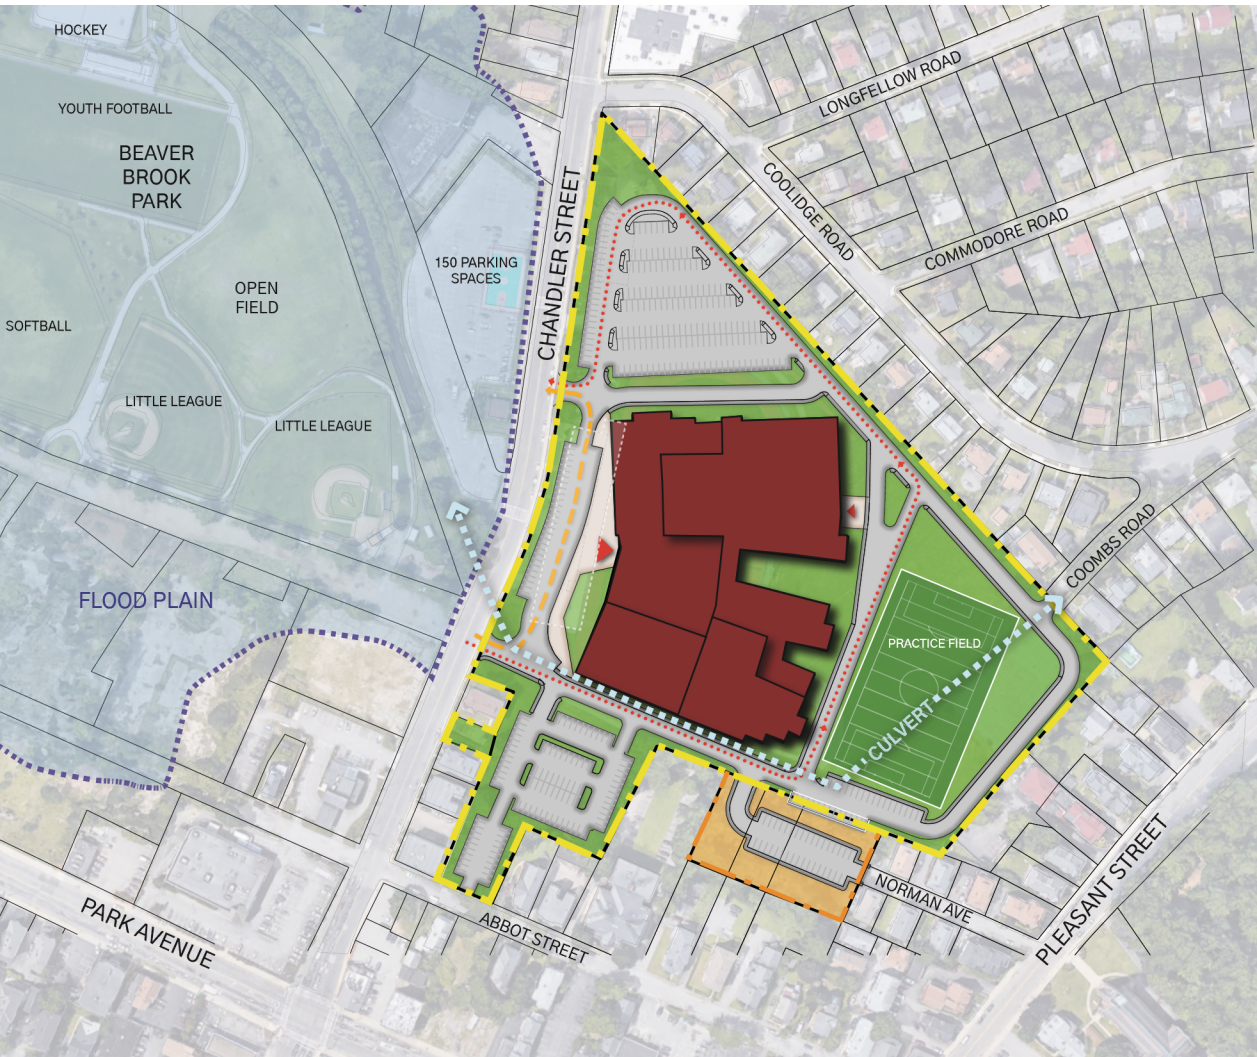 HOCKEY
YOUTH FOOTBALL
BEAVER
BROOK
PARK
150 PARKING
SPACES
OPEN
FIELD
SOFTBALL
LITTLE LEAGUE
LITTLE LEAGUE
FLOOD PLAIN
CHANDLER STREET
LONGFELLOW ROAD
COOLIDGE ROAD
COMMODORE ROAD
COOMBS ROAD
PRACTICE FIELD
CULVERT
NORMAN AVE
PLEASANT STREET
ABBOT STREET
PARK AVENUE